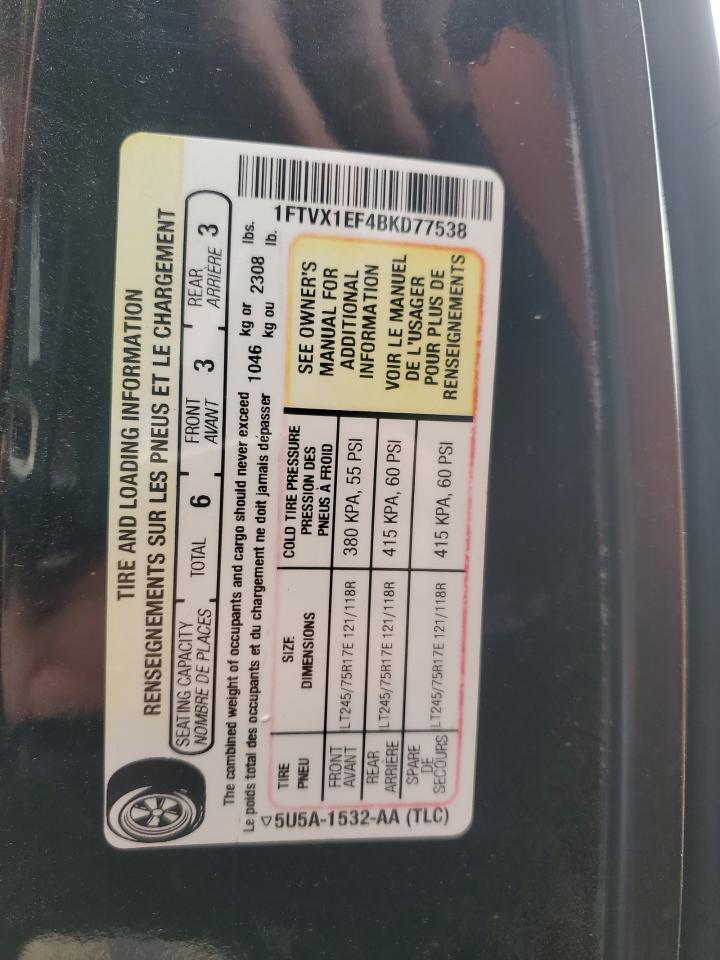 TIRE AND LOADING INFORMATION
RENSEIGNEMENTS SUR LES PNEUS ET LE CHARGEMENT
SEATING CAPACITY TOTAL 6 FRONT 3 REAR 3
NOMBRE DE PLACES AVANT ARRIÈRE
The combined weight of occupants and cargo should never exceed 1046 kg or 2308 lbs.
Le poids total des occupants et du chargement ne doit jamais dépasser kg ou lb.
1FTVX1EF4BKD77538
TIRE SIZE COLD TIRE PRESSURE
PNEU DIMENSIONS PRESSION DES
PNEUS À FROID
FRONT LT245/75R17E 121/118R 380 KPA, 55 PSI
AVANT
REAR LT245/75R17E 121/118R 415 KPA, 60 PSI
ARRIÈRE
SPARE LT245/75R17E 121/118R 415 KPA, 60 PSI
DE
SECOURS
SEE OWNER'S
MANUAL FOR
ADDITIONAL
INFORMATION
VOIR LE MANUEL
DE L'USAGER
POUR PLUS DE
RENSEIGNEMENTS
5U5A-1532-AA (TLC)